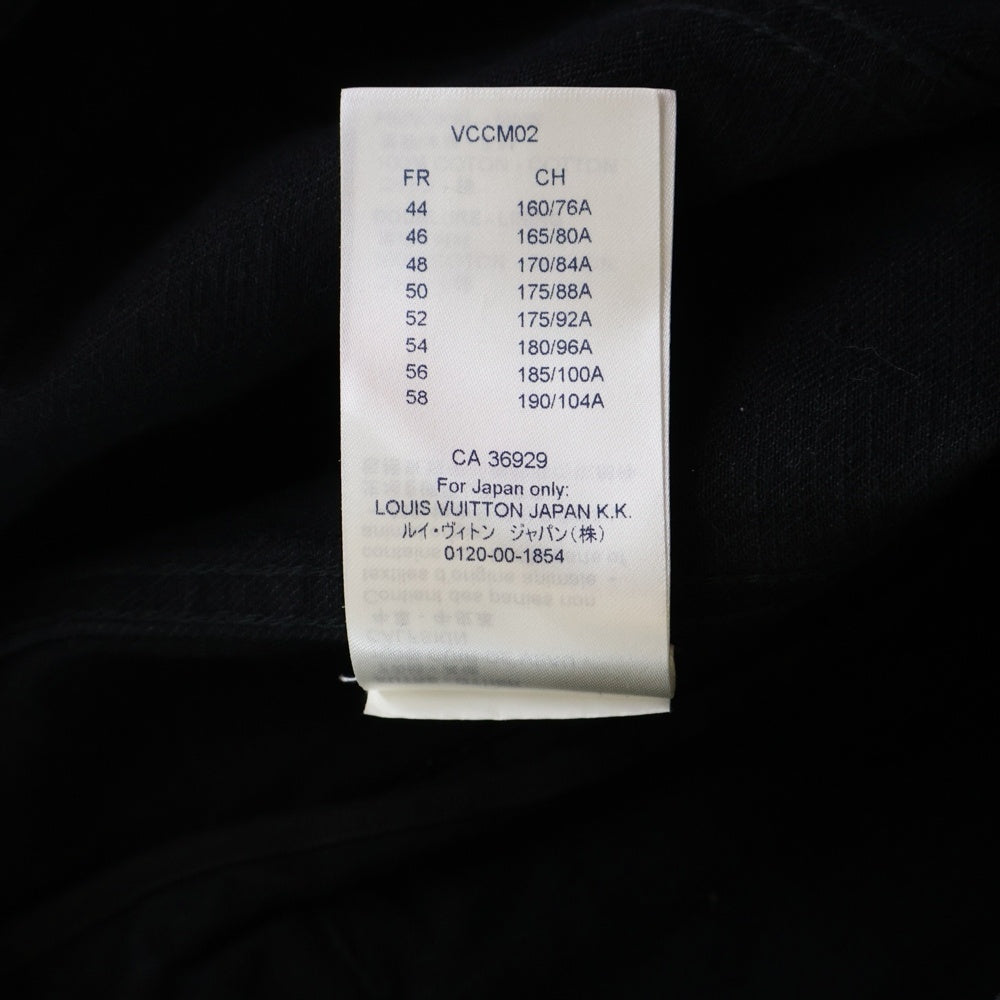 VCCM02
FR CH
44 160/76A
46 165/80A
48 170/84A
50 175/88A
52 175/92A
54 180/96A
56 185/100A
58 190/104A
CA 36929
For Japan only:
LOUIS VUITTON JAPAN K.K.
ルイ・ヴィトン ジャパン(株)
0120-00-1854